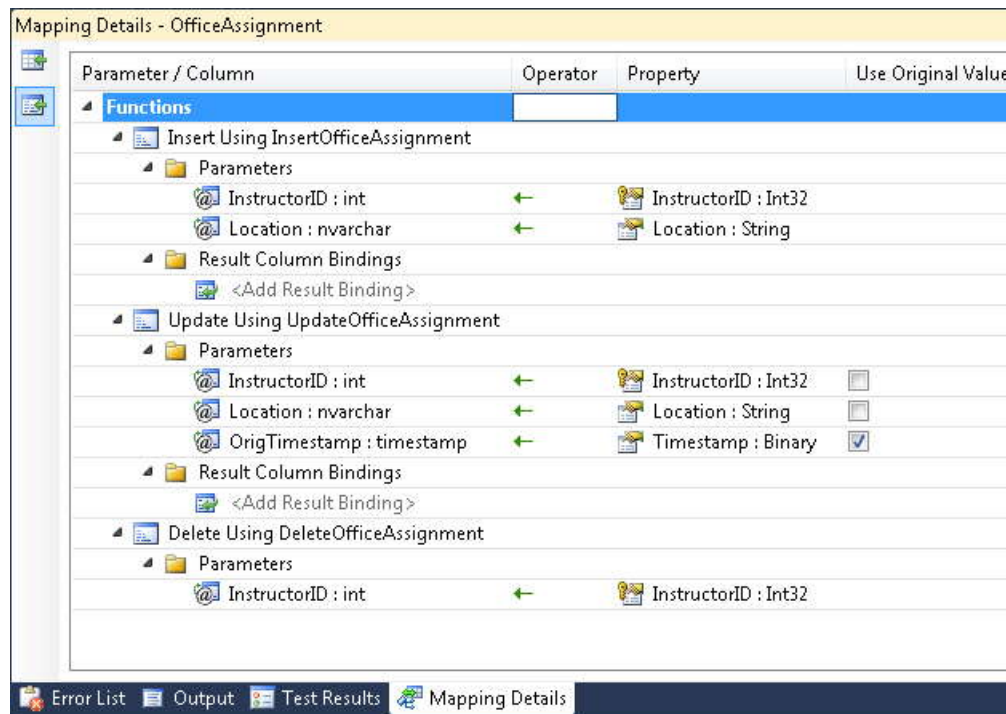 Mapping Details - OfficeAssignment
Parameter / Column Operator Property Use Original Value
Functions
Insert Using InsertOfficeAssignment
Parameters
InstructorID : int ← InstructorID : Int32
Location : nvarchar ← Location : String
Result Column Bindings
<Add Result Binding>
Update Using UpdateOfficeAssignment
Parameters
InstructorID : int ← InstructorID : Int32
Location : nvarchar ← Location : String
OrigTimestamp : timestamp ← Timestamp : Binary
Result Column Bindings
<Add Result Binding>
Delete Using DeleteOfficeAssignment
Parameters
InstructorID : int ← InstructorID : Int32
Error List Output Test Results Mapping Details